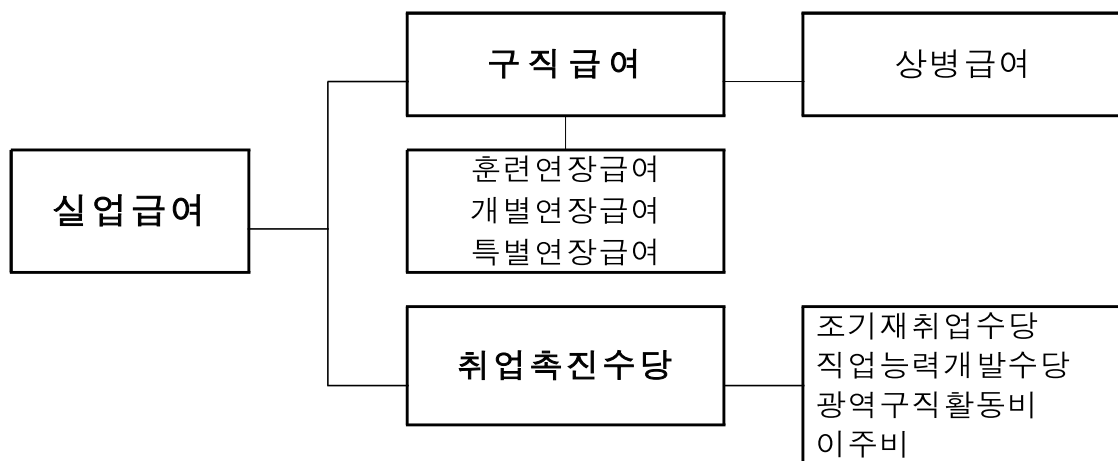 구직급여
상병급여
실업급여
훈련연장급여
개별연장급여
특별연장급여
취업촉진수당
조기재취업수당
직업능력개발수당
광역구직활동비
이주비